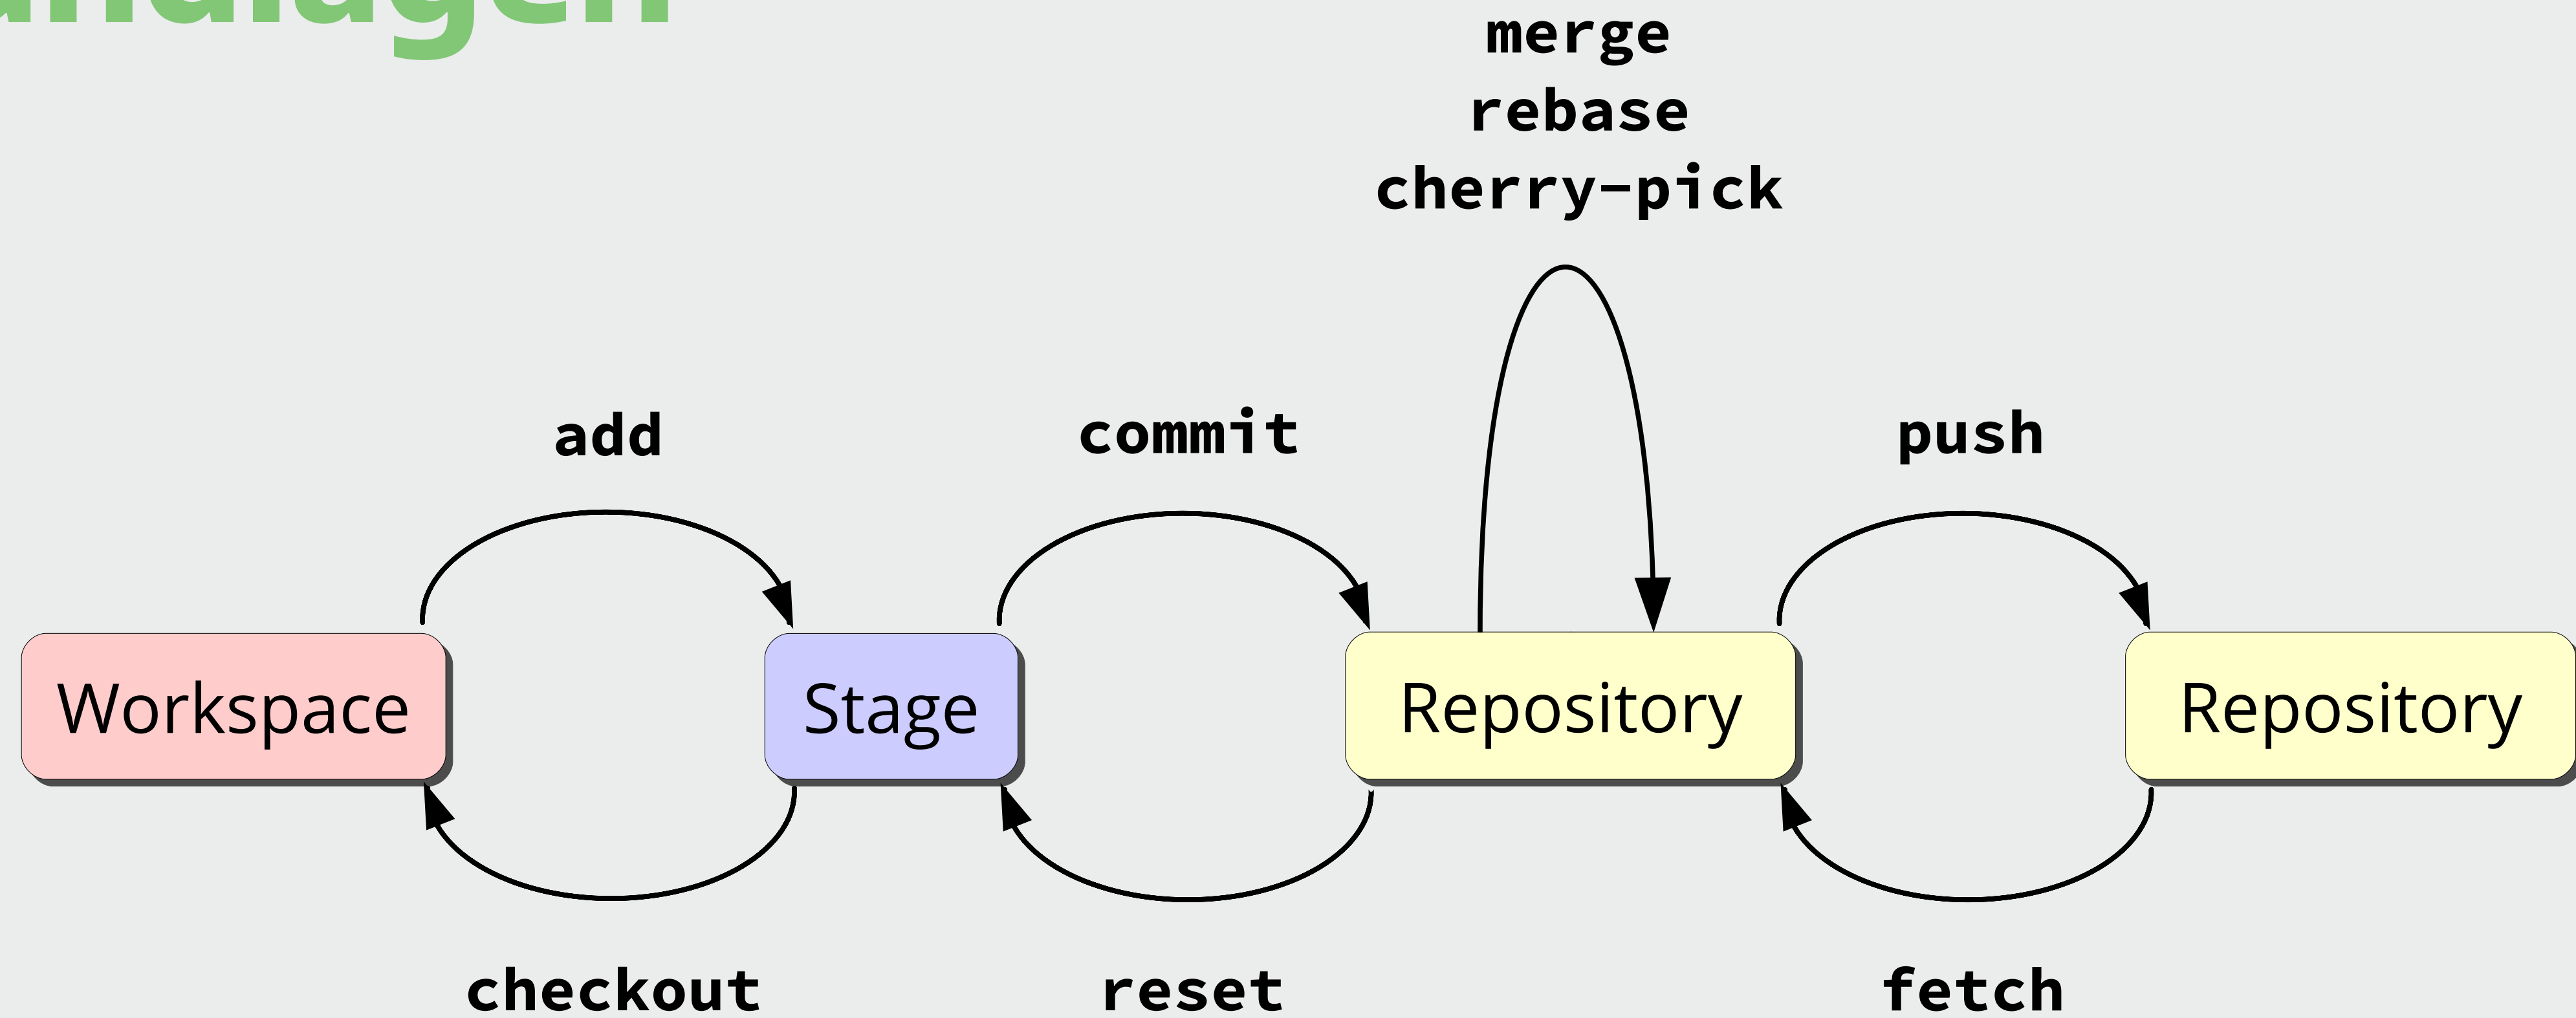 merge
rebase
cherry-pick
add
commit
push
Workspace
Stage
Repository
Repository
checkout
reset
fetch